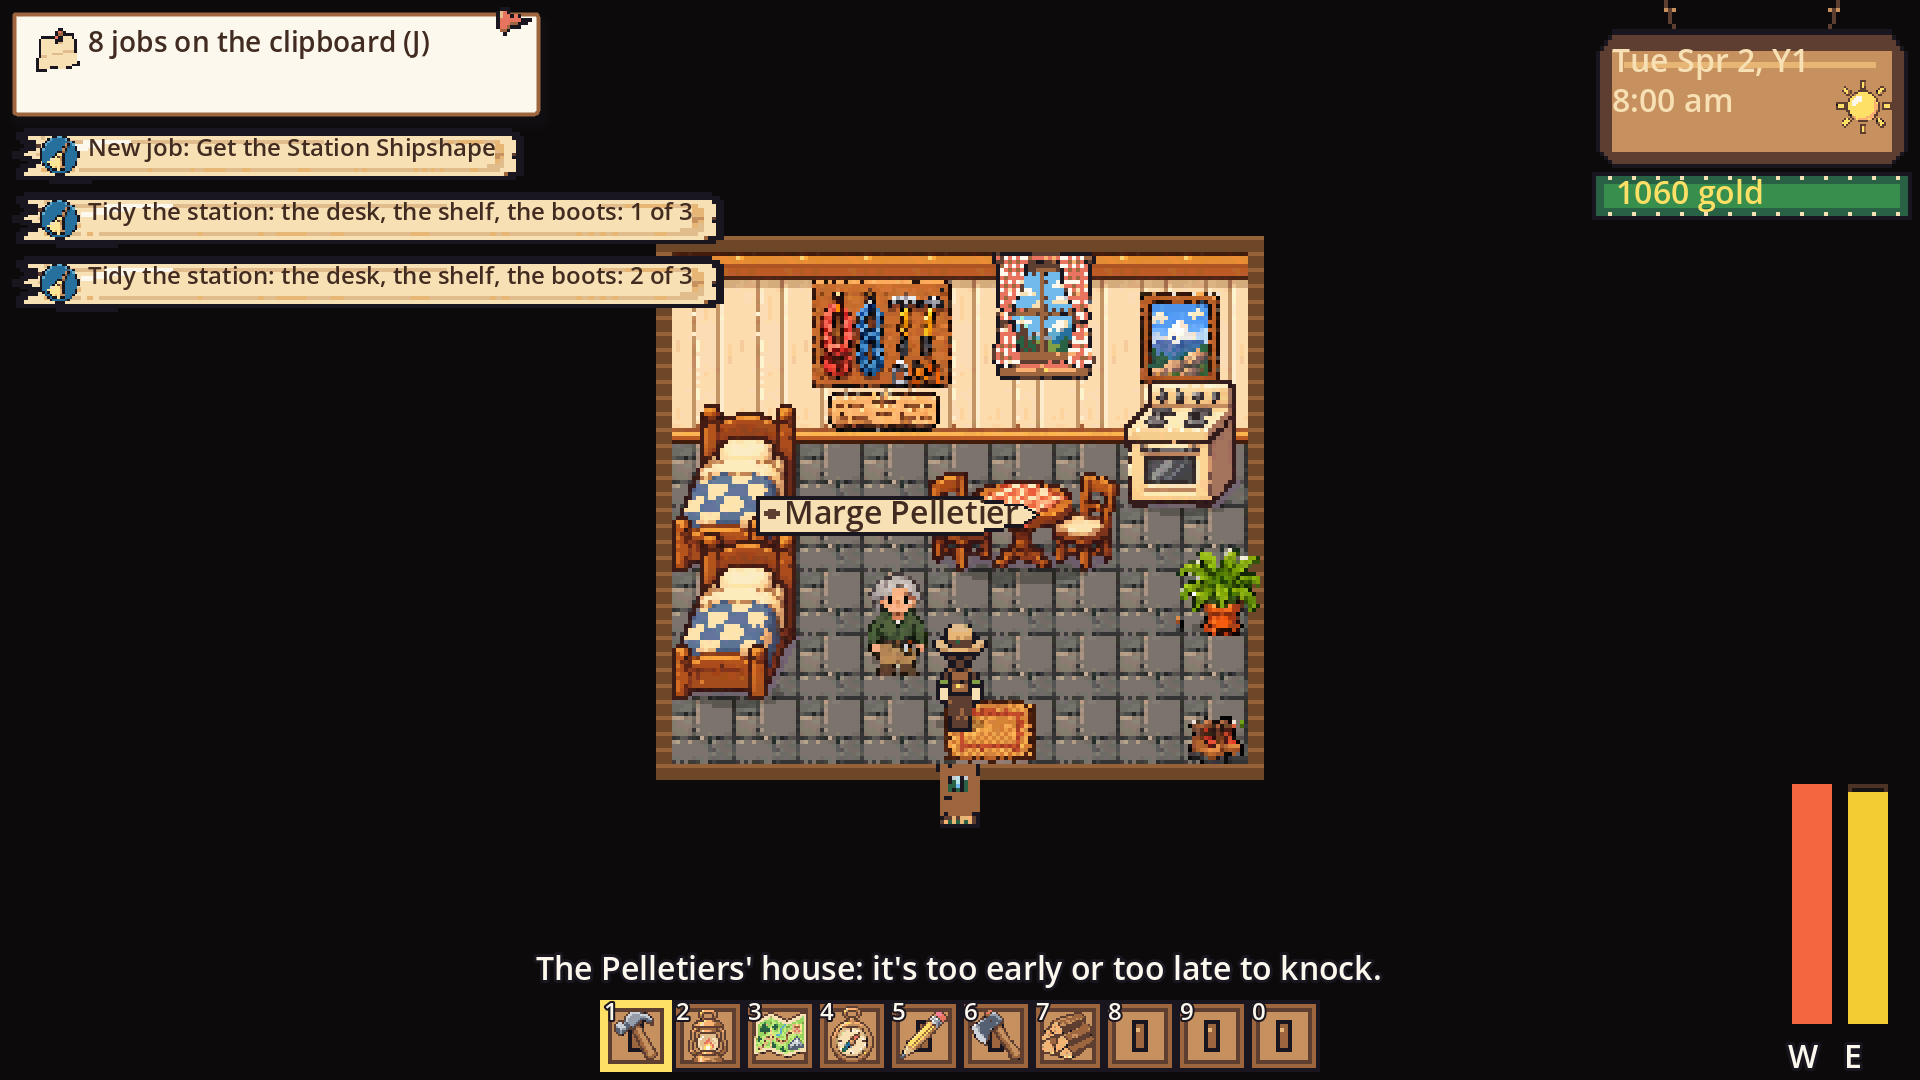 8 jobs on the clipboard (J)
New job: Get the Station Shipshape
Tidy the station: the desk, the shelf, the boots: 1 of 3
Tidy the station: the desk, the shelf, the boots: 2 of 3
Tue Spr 2, Y1
8:00 am
1060 gold
Marge Pelletier
The Pelletiers' house: it's too early or too late to knock.
1 2 3 4 5 6 7 8 9 0
W E